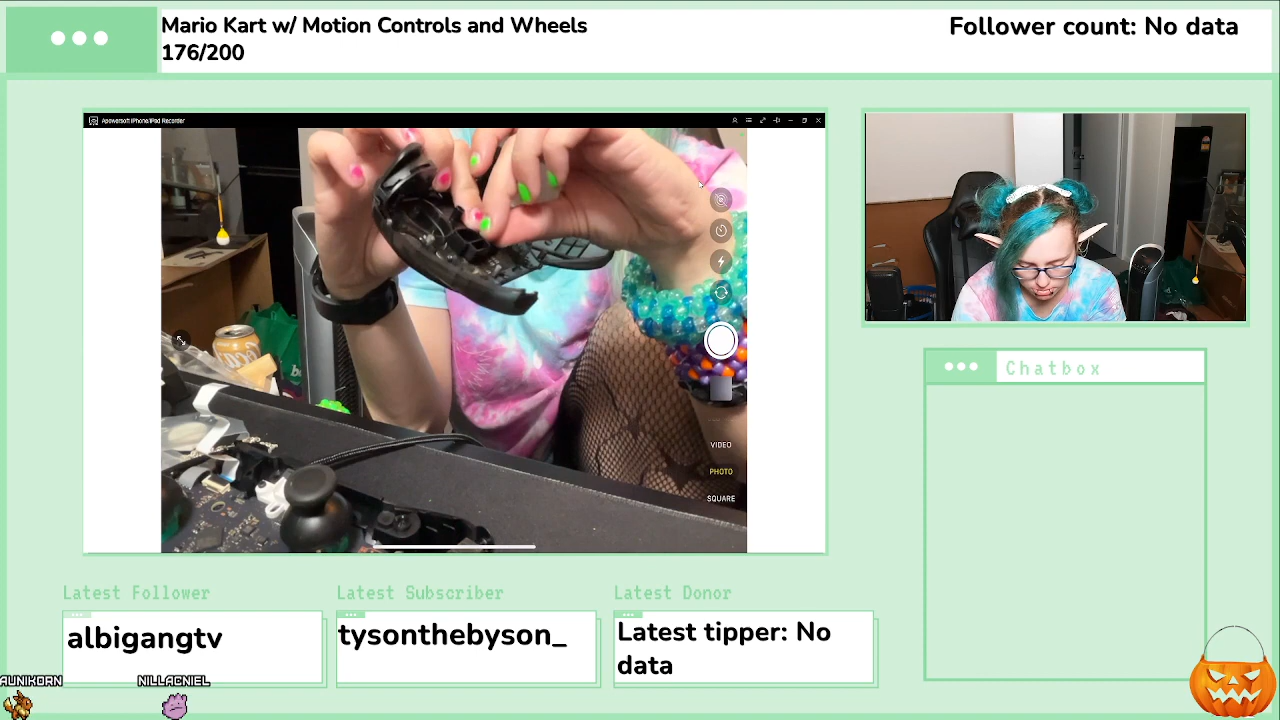 Mario Kart w/ Motion Controls and Wheels
176/200
Follower count: No data
Apowersoft iPhone/iPad Recorder
VIDEO
PHOTO
SQUARE
Chatbox
Latest Follower
albigangtv
Latest Subscriber
tysonthebyson_
Latest Donor
Latest tipper: No
data
AUNIKORN
NILLACNIEL